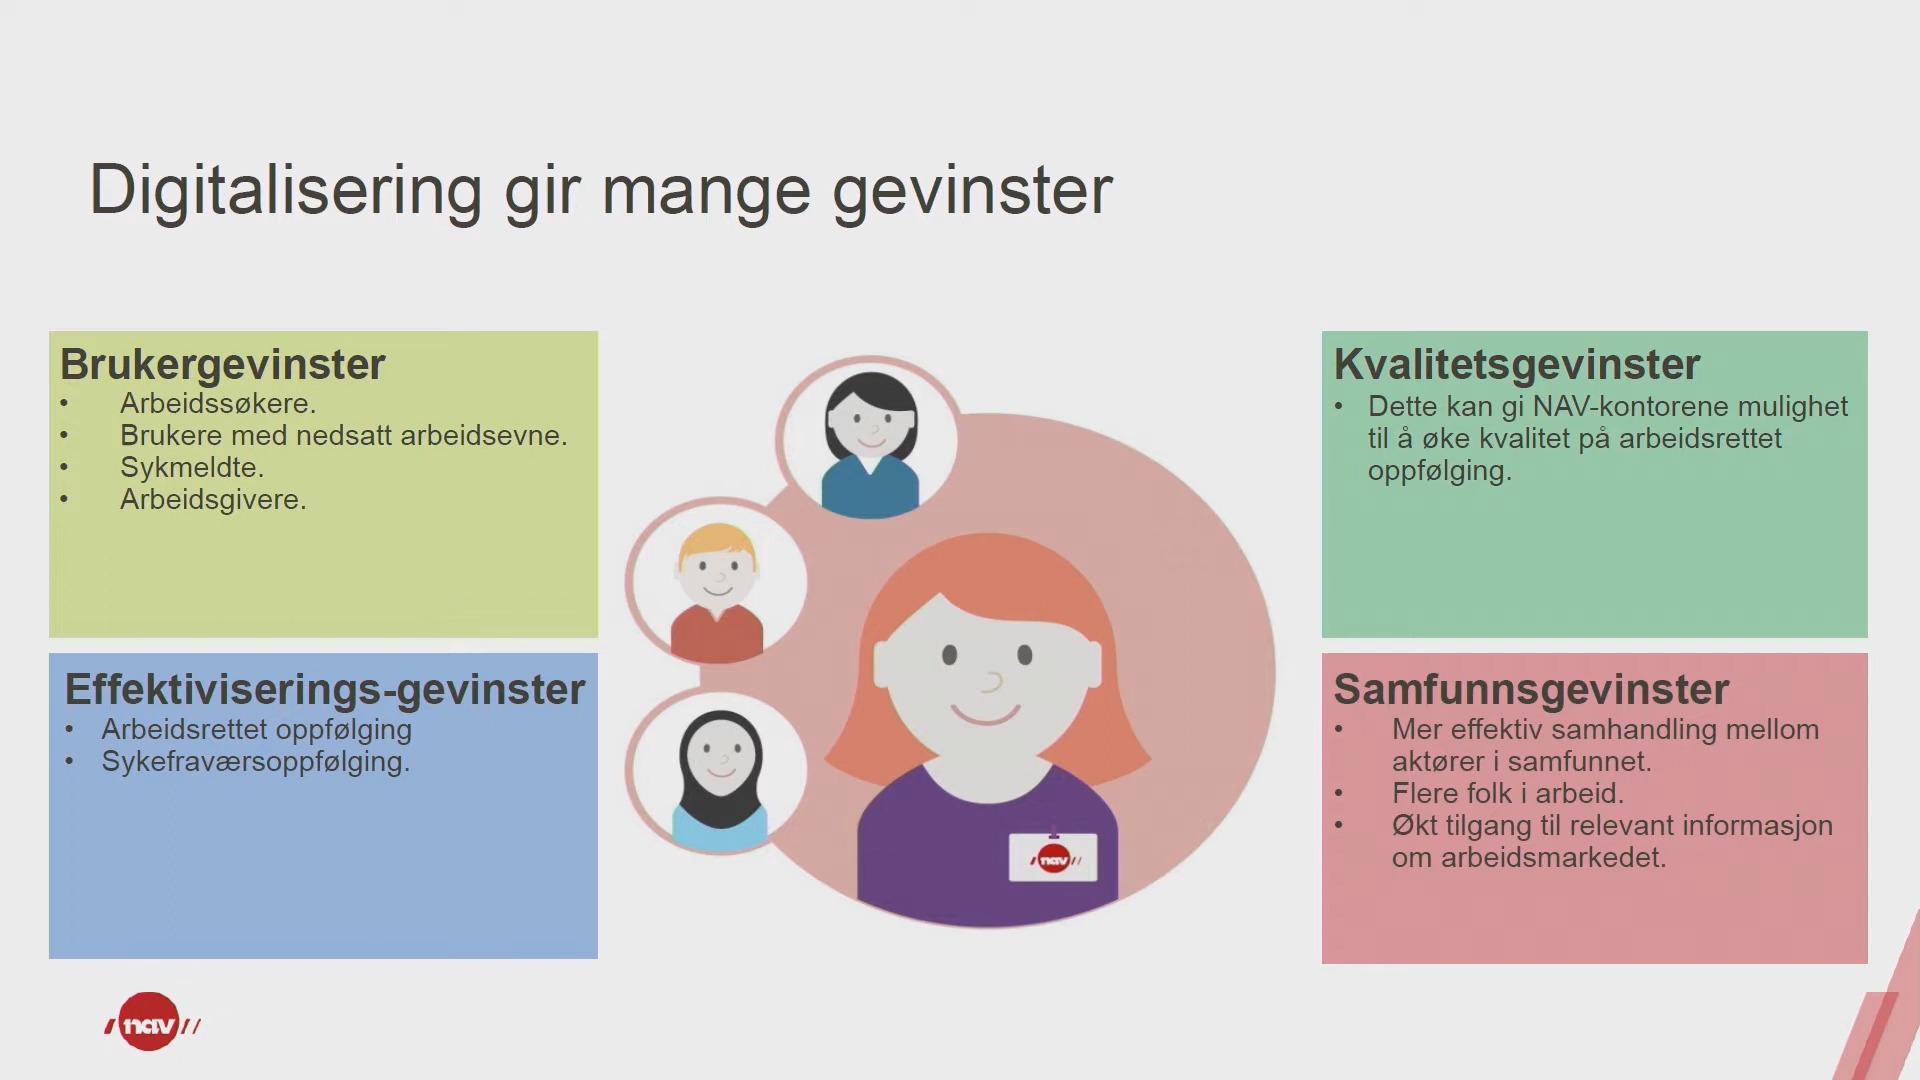 Digitalisering gir mange gevinster
Brukergevinster
• Arbeidssøkere.
• Brukere med nedsatt arbeidsevne.
• Sykmeldte.
• Arbeidsgivere.
Effektiviserings-gevinster
• Arbeidsrettet oppfølging
• Sykefraværsoppfølging.
Kvalitetsgevinster
• Dette kan gi NAV-kontorene mulighet
til å øke kvalitet på arbeidsrettet
oppfølging.
Samfunnsgevinster
• Mer effektiv samhandling mellom
aktører i samfunnet.
• Flere folk i arbeid.
• Økt tilgang til relevant informasjon
om arbeidsmarkedet.
nav
nav